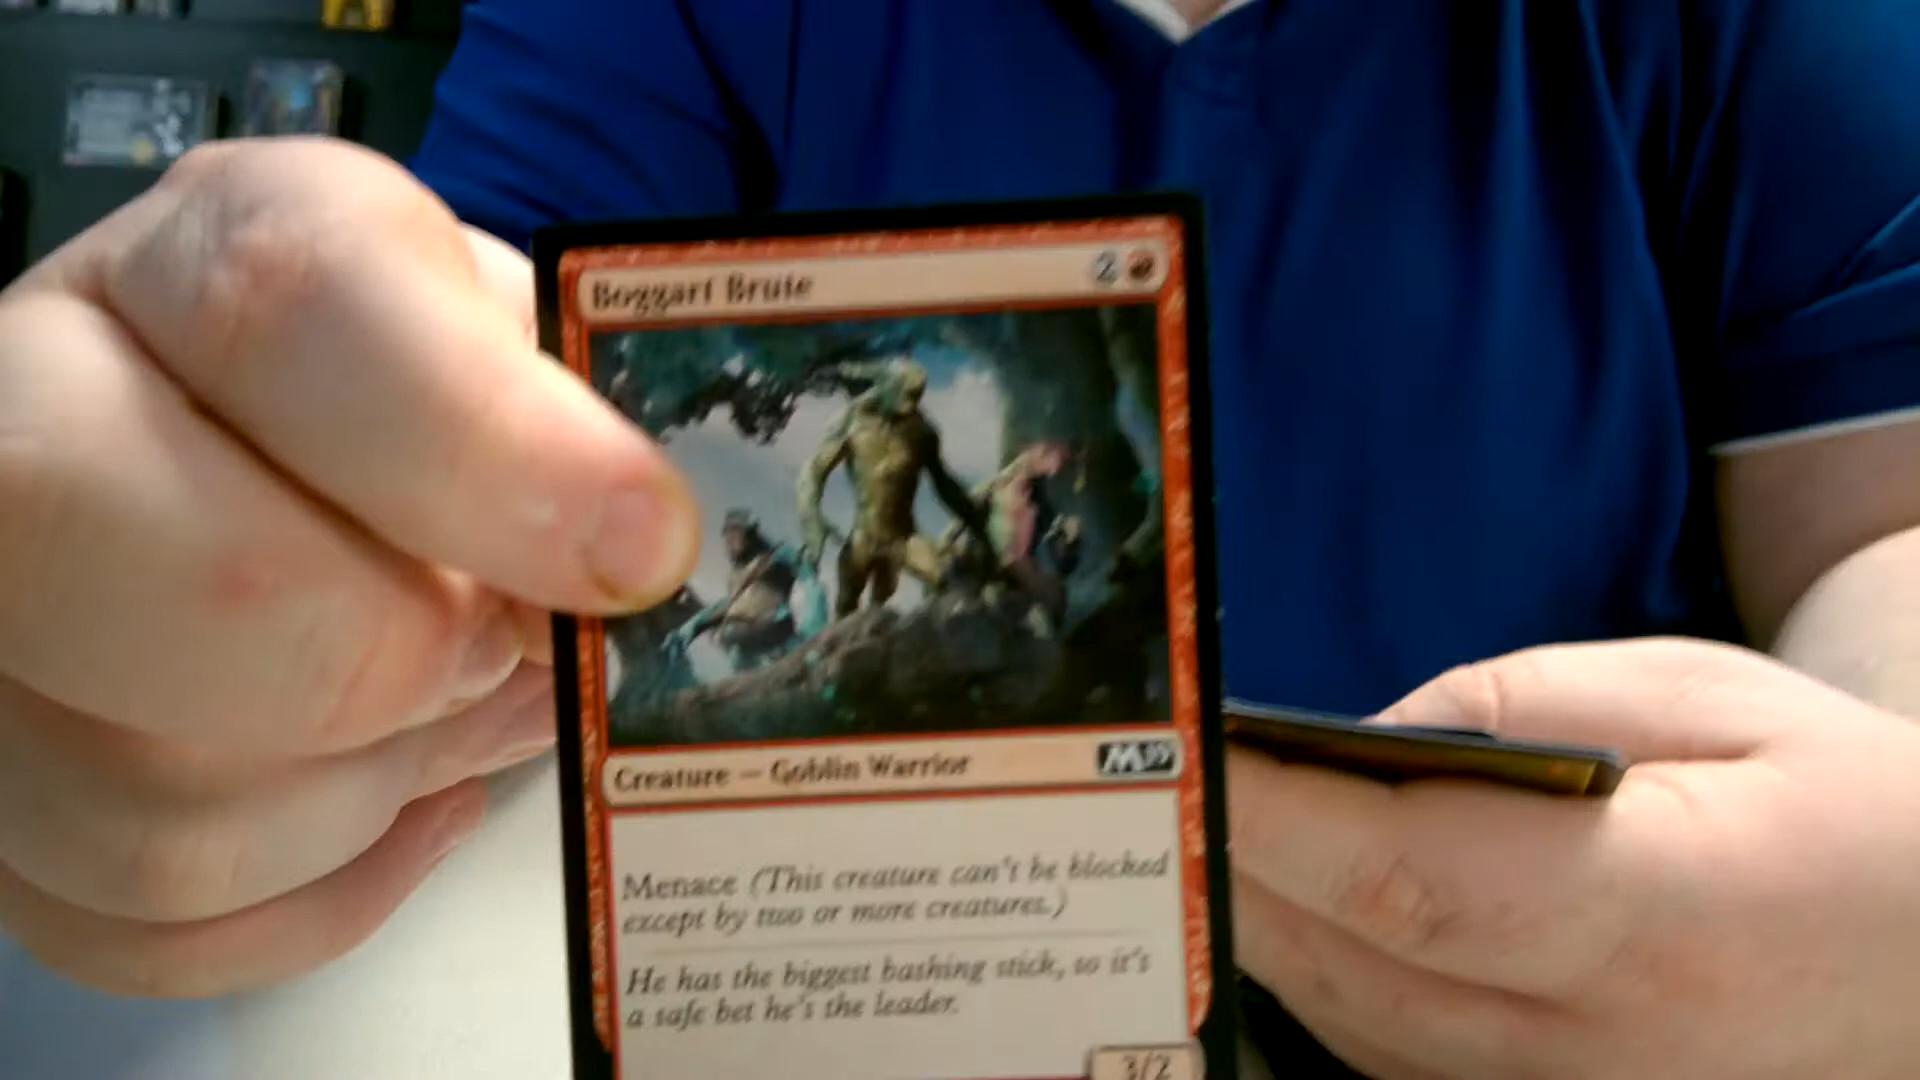 Boggart Brute 2
Creature — Goblin Warrior M19
Menace (This creature can't be blocked
except by two or more creatures.)
He has the biggest bashing stick, so it's
a safe bet he's the leader.
3/2